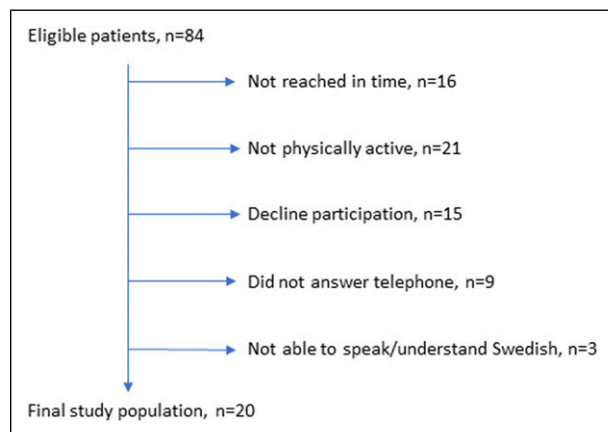 Eligible patients, n=84
Not reached in time, n=16
Not physically active, n=21
Decline participation, n=15
Did not answer telephone, n=9
Not able to speak/understand Swedish, n=3
Final study population, n=20